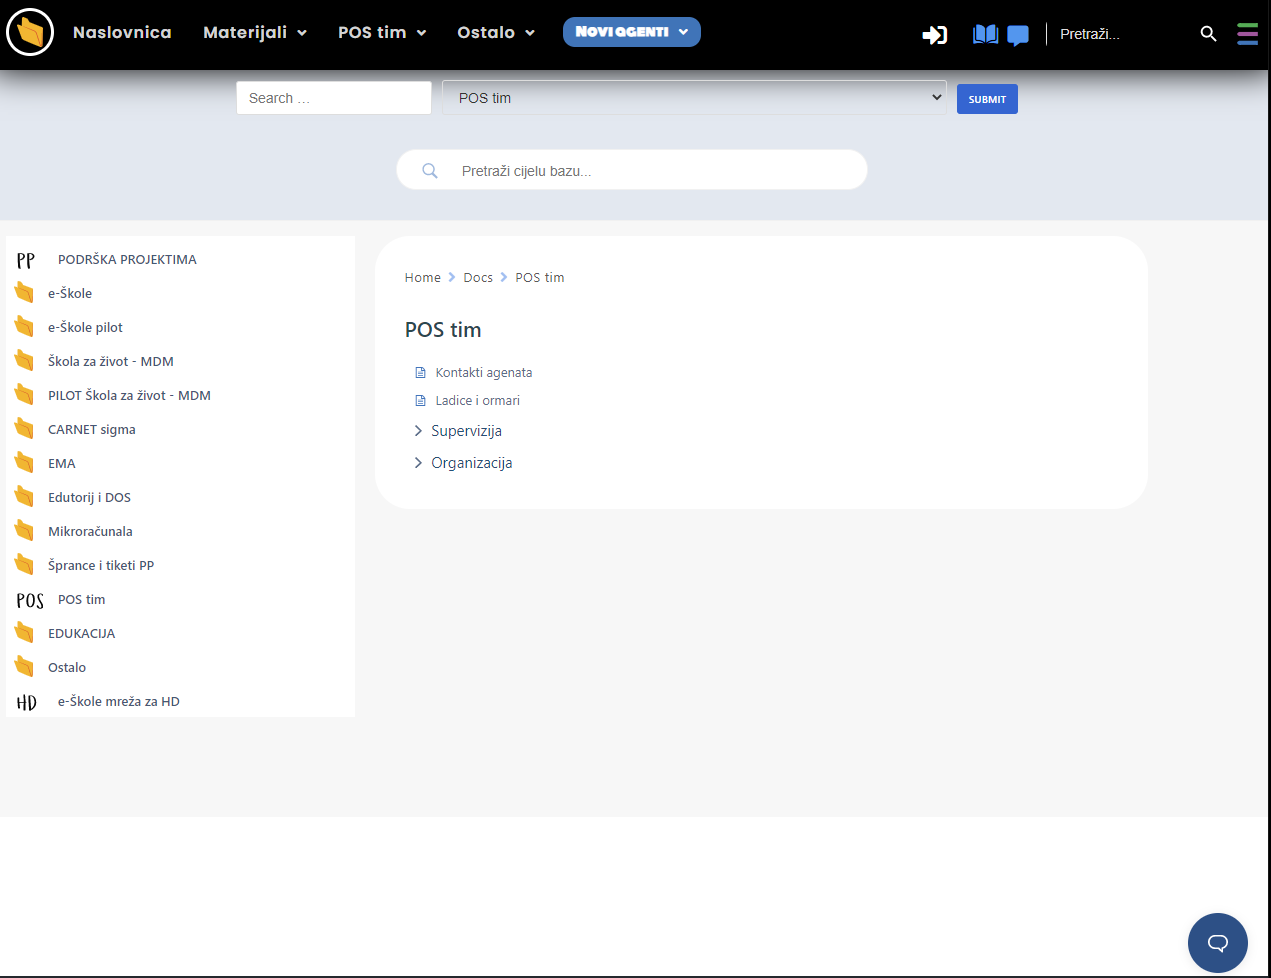 Naslovnica Materijali POS tim Ostalo Novi agenti Pretraži...
Search … POS tim SUBMIT
Pretraži cijelu bazu...
PP PODRŠKA PROJEKTIMA
e-Škole
e-Škole pilot
Škola za život - MDM
PILOT Škola za život - MDM
CARNET sigma
EMA
Edutorij i DOS
Mikroračunala
Šprance i tiketi PP
POS POS tim
EDUKACIJA
Ostalo
HD e-Škole mreža za HD
Home Docs POS tim
POS tim
Kontakti agenata
Ladice i ormari
Supervizija
Organizacija